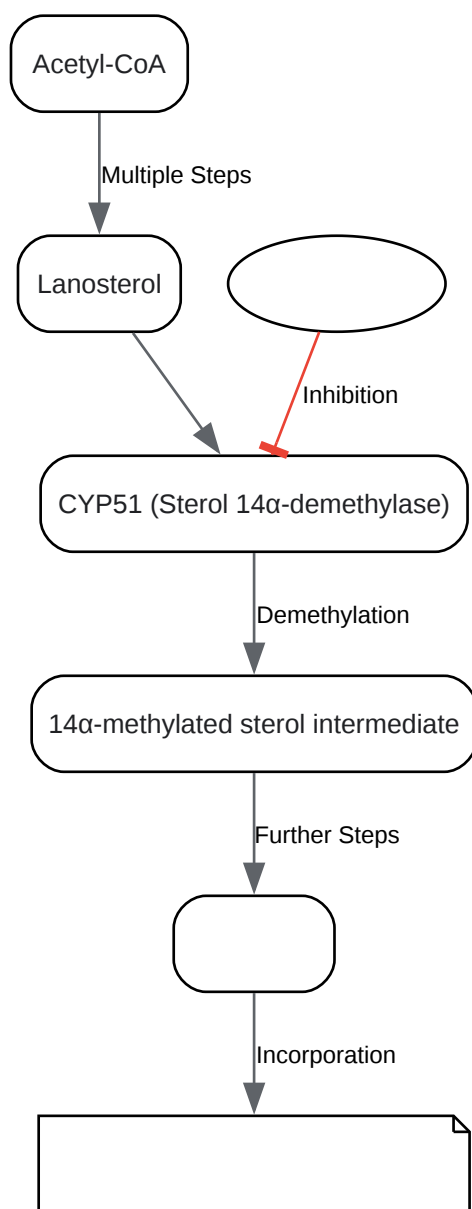 Acetyl-CoA
Multiple Steps
Lanosterol
Inhibition
CYP51 (Sterol 14α-demethylase)
Demethylation
14α-methylated sterol intermediate
Further Steps
Incorporation